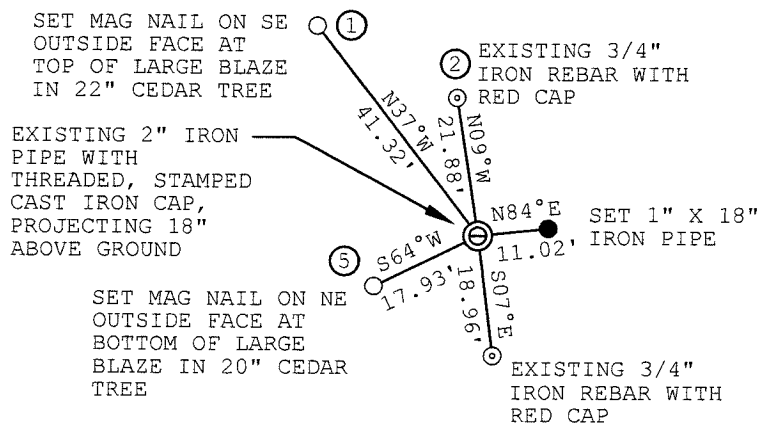 SET MAG NAIL ON SE
OUTSIDE FACE AT
TOP OF LARGE BLAZE
IN 22" CEDAR TREE
1
2
EXISTING 3/4"
IRON REBAR WITH
RED CAP
N37°W
41.32'
N09°W
21.88'
EXISTING 2" IRON
PIPE WITH
THREADED, STAMPED
CAST IRON CAP,
PROJECTING 18"
ABOVE GROUND
N84°E
11.02'
SET 1" X 18"
IRON PIPE
5
S64°W
17.93'
S07°E
18.96'
SET MAG NAIL ON NE
OUTSIDE FACE AT
BOTTOM OF LARGE
BLAZE IN 20" CEDAR
TREE
EXISTING 3/4"
IRON REBAR WITH
RED CAP